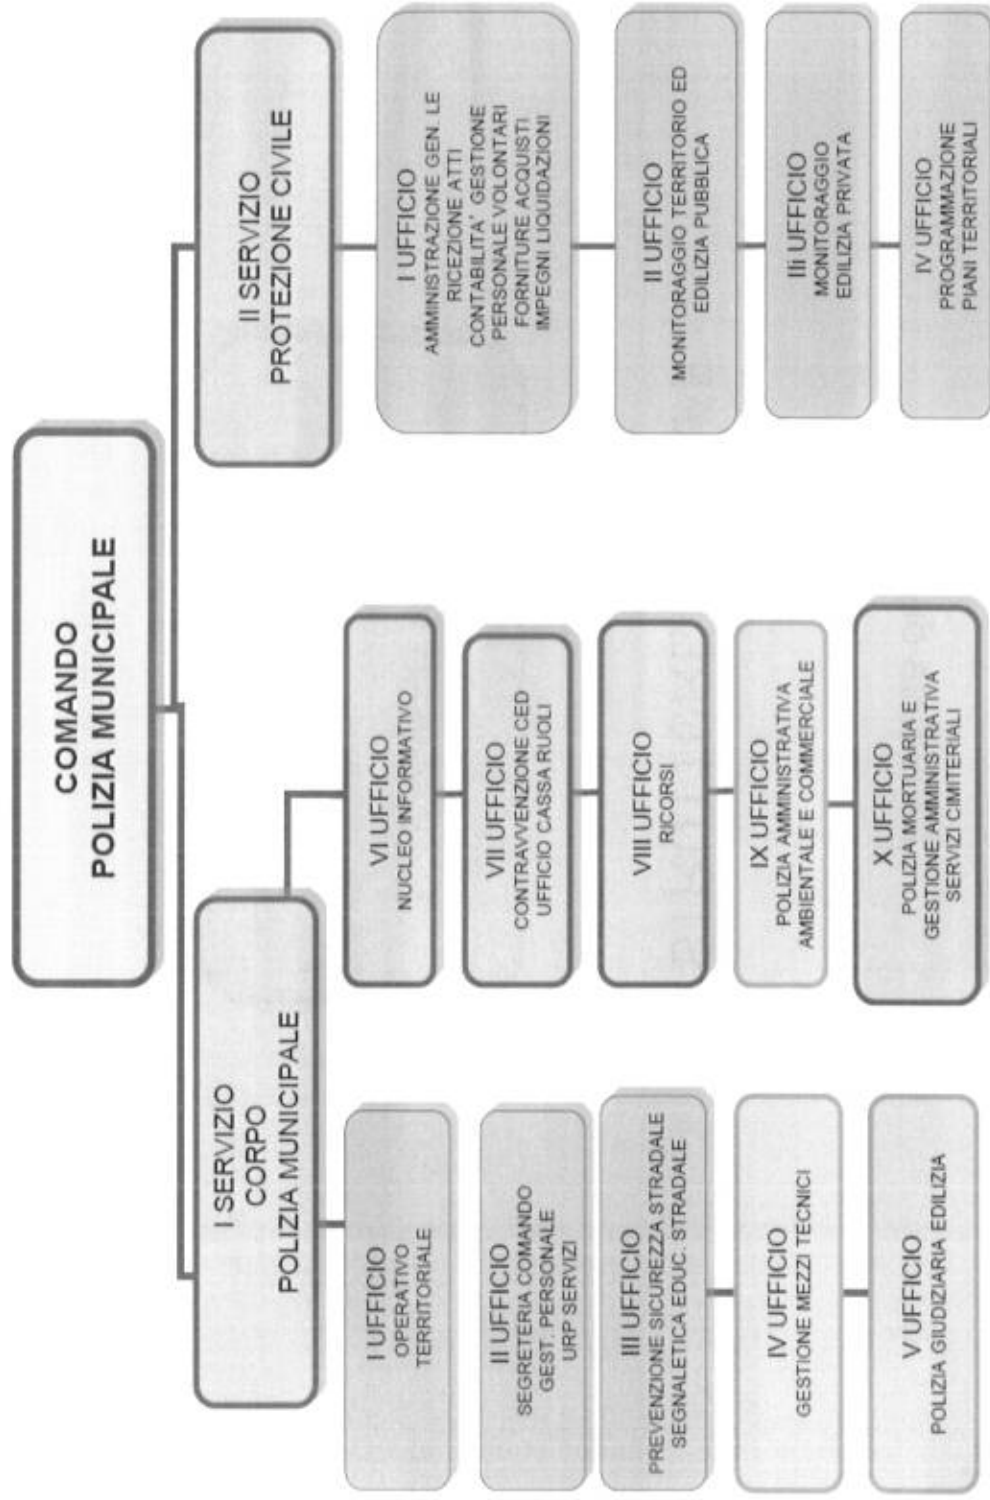 COMANDO
POLIZIA MUNICIPALE
I SERVIZIO
CORPO
POLIZIA MUNICIPALE
I UFFICIO
OPERATIVO
TERRITORIALE
II UFFICIO
SEGRETERIA COMANDO
GEST. PERSONALE
URP SERVIZI
III UFFICIO
PREVENZIONE SICUREZZA STRADALE
SEGNALETICA EDUC. STRADALE
IV UFFICIO
GESTIONE MEZZI TECNICI
V UFFICIO
POLIZIA GIUDIZIARIA EDILIZIA
VI UFFICIO
NUCLEO INFORMATIVO
VII UFFICIO
CONTRAVVENZIONE CED
UFFICIO CASSA RUOLI
VIII UFFICIO
RICORSI
IX UFFICIO
POLIZIA AMMINISTRATIVA
AMBIENTALE E COMMERCIALE
X UFFICIO
POLIZIA MORTUARIA E
GESTIONE AMMINISTRATIVA
SERVIZI CIMITERIALI
II SERVIZIO
PROTEZIONE CIVILE
I UFFICIO
AMMINISTRAZIONE GEN. LE
RICEZIONE ATTI
CONTABILITA' GESTIONE
PERSONALE VOLONTARI
FORNITURE ACQUISTI
IMPEGNI LIQUIDAZIONI
II UFFICIO
MONITORAGGIO TERRITORIO ED
EDILIZIA PUBBLICA
IIi UFFICIO
MONITORAGGIO
EDILIZIA PRIVATA
IV UFFICIO
PROGRAMMAZIONE
PIANI TERRITORIALI